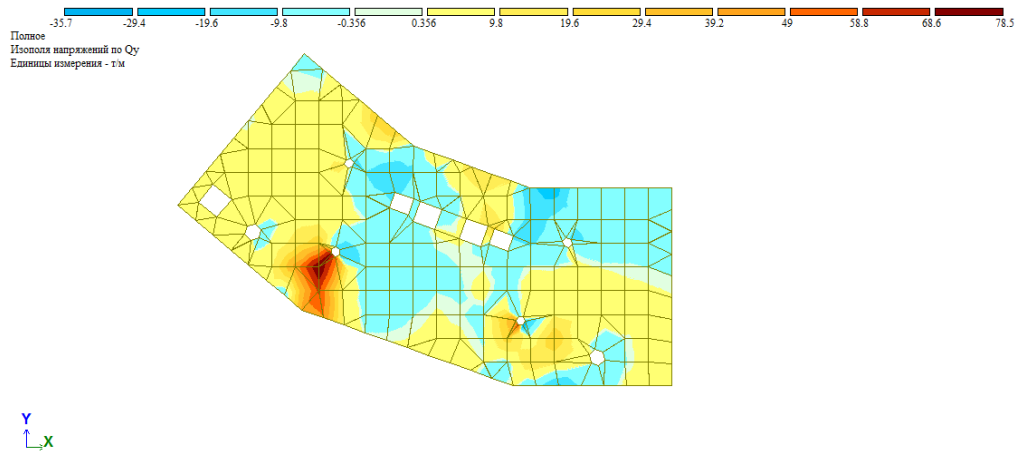 -35.7 -29.4 -19.6 -9.8 -0.356 0.356 9.8 19.6 29.4 39.2 49 58.8 68.6 78.5
Полное
Изополя напряжений по Qy
Единицы измерения - т/м
Y
X